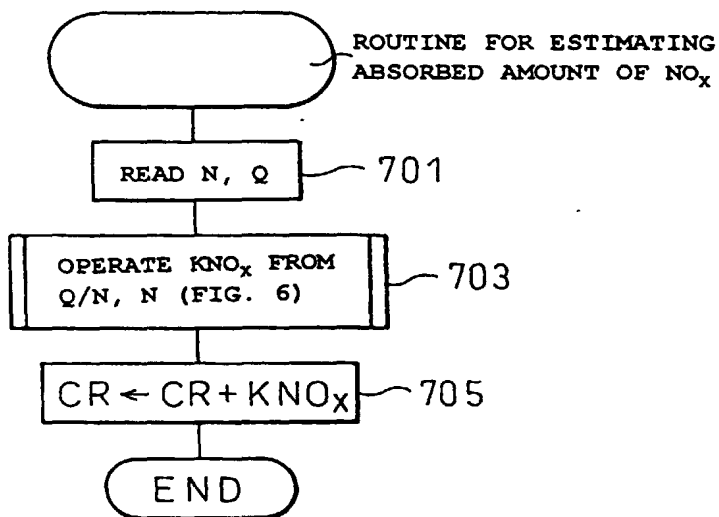 ROUTINE FOR ESTIMATING
ABSORBED AMOUNT OF NOx
READ N, Q
701
OPERATE KNOx FROM
Q/N, N (FIG. 6)
703
CR ← CR + KNOx
705
END